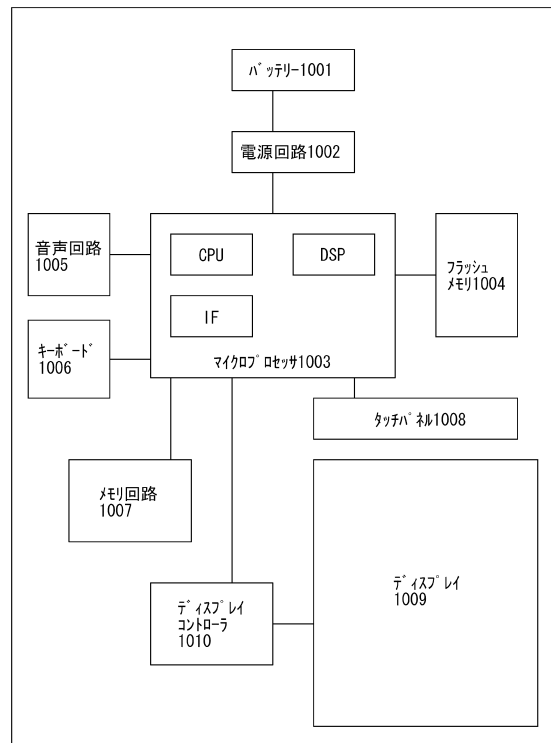 ﾊﾞｯﾃﾘｰ1001
電源回路1002
音声回路
1005
CPU
DSP
ﾌﾗｯｼｭ
ﾒﾓﾘ1004
IF
ｷｰﾎﾞｰﾄﾞ
1006
ﾏｲｸﾛﾌﾟﾛｾｯｻ1003
ﾀｯﾁﾊﾟﾈﾙ1008
ﾒﾓﾘ回路
1007
ﾃﾞｨｽﾌﾟﾚｲ
1009
ﾃﾞｨｽﾌﾟﾚｲ
ｺﾝﾄﾛｰﾗ
1010